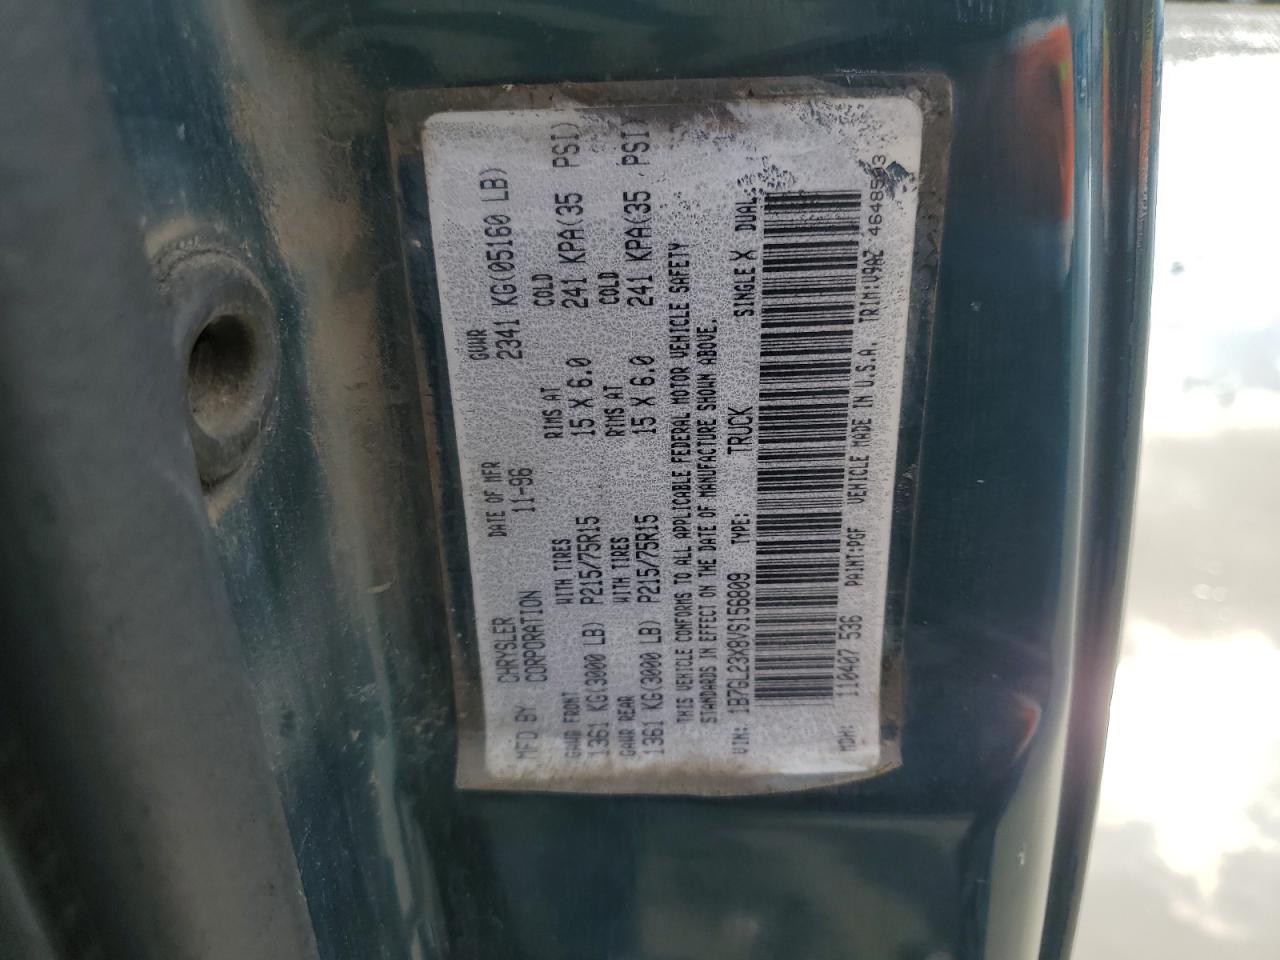 MFD BY CHRYSLER CORPORATION DATE OF MFR 11-96 GVWR 2341 KG(05160 LB)
GAWR FRONT WITH TIRES RIMS AT COLD
1361 KG(3000 LB) P215/75R15 15 X 6.0 241 KPA(35 PSI)
GAWR REAR WITH TIRES RIMS AT COLD
1361 KG(3000 LB) P215/75R15 15 X 6.0 241 KPA(35 PSI)
THIS VEHICLE CONFORMS TO ALL APPLICABLE FEDERAL MOTOR VEHICLE SAFETY
STANDARDS IN EFFECT ON THE DATE OF MANUFACTURE SHOWN ABOVE.
VIN: 1B7GL23X8VS156809 TYPE: TRUCK SINGLE X DUAL
MDH: 110407 536 PAINT:PGF VEHICLE MADE IN U.S.A. TRIM:U9AZ